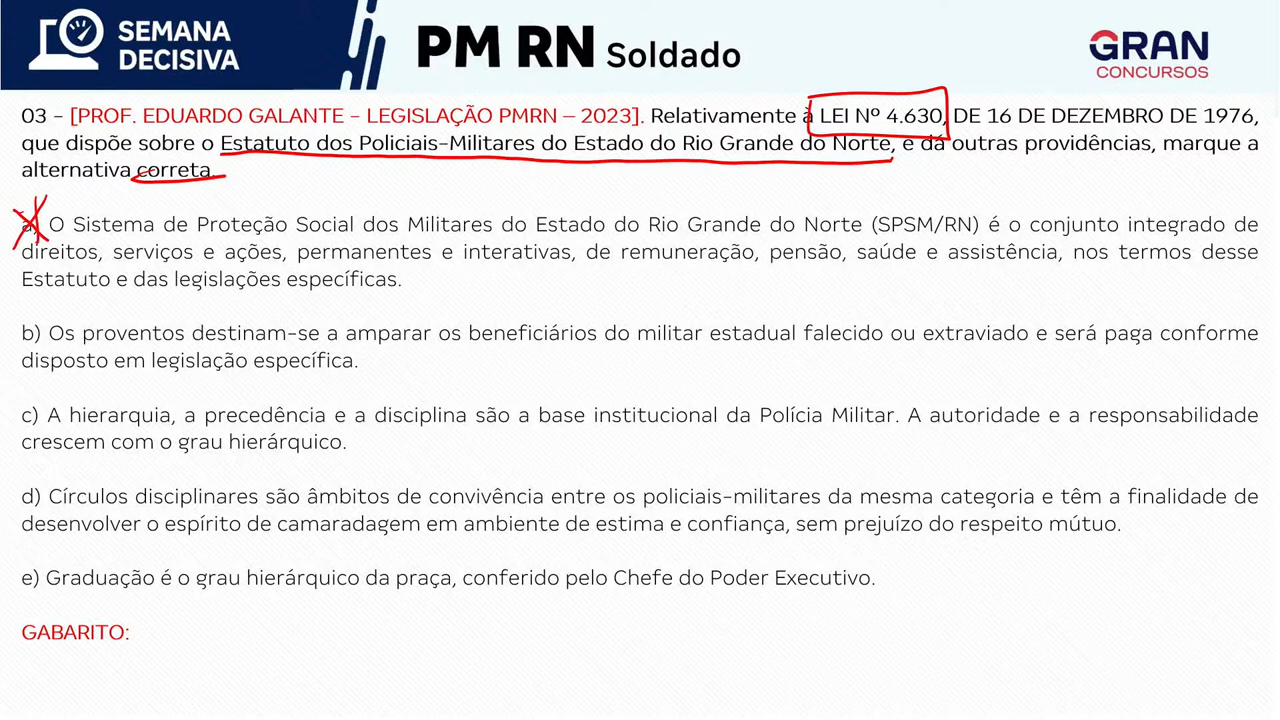 SEMANA
DECISIVA
PM RN Soldado
GRAN
CONCURSOS
03 - [PROF. EDUARDO GALANTE - LEGISLAÇÃO PMRN – 2023]. Relativamente à LEI Nº 4.630, DE 16 DE DEZEMBRO DE 1976,
que dispõe sobre o Estatuto dos Policiais-Militares do Estado do Rio Grande do Norte, e dá outras providências, marque a
alternativa correta.
a) O Sistema de Proteção Social dos Militares do Estado do Rio Grande do Norte (SPSM/RN) é o conjunto integrado de
direitos, serviços e ações, permanentes e interativas, de remuneração, pensão, saúde e assistência, nos termos desse
Estatuto e das legislações específicas.
b) Os proventos destinam-se a amparar os beneficiários do militar estadual falecido ou extraviado e será paga conforme
disposto em legislação específica.
c) A hierarquia, a precedência e a disciplina são a base institucional da Polícia Militar. A autoridade e a responsabilidade
crescem com o grau hierárquico.
d) Círculos disciplinares são âmbitos de convivência entre os policiais-militares da mesma categoria e têm a finalidade de
desenvolver o espírito de camaradagem em ambiente de estima e confiança, sem prejuízo do respeito mútuo.
e) Graduação é o grau hierárquico da praça, conferido pelo Chefe do Poder Executivo.
GABARITO: